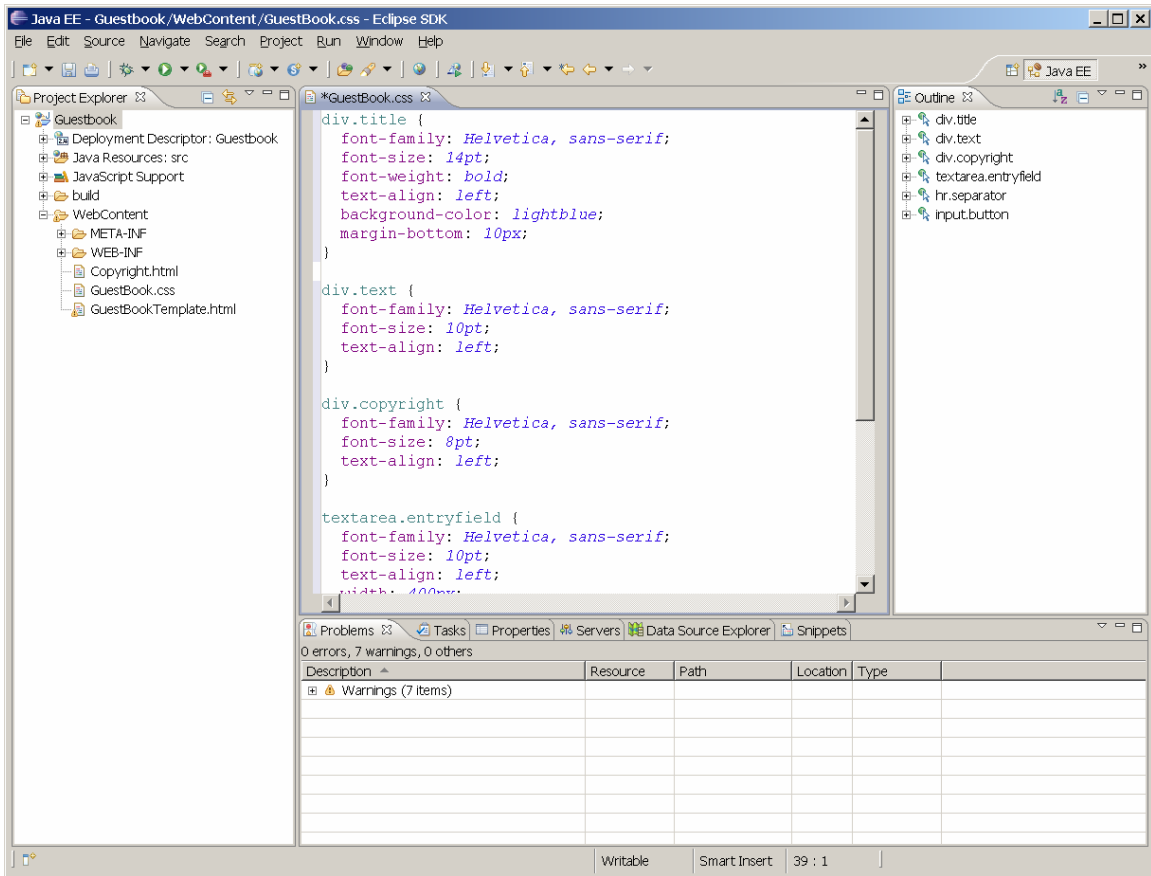 Java EE - Guestbook/WebContent/GuestBook.css - Eclipse SDK
File Edit Source Navigate Search Project Run Window Help
Java EE
»
Project Explorer
Guestbook
Deployment Descriptor: Guestbook
Java Resources: src
JavaScript Support
build
WebContent
META-INF
WEB-INF
Copyright.html
GuestBook.css
GuestBookTemplate.html
*GuestBook.css
div.title {
font-family: Helvetica, sans-serif;
font-size: 14pt;
font-weight: bold;
text-align: left;
background-color: lightblue;
margin-bottom: 10px;
}
div.text {
font-family: Helvetica, sans-serif;
font-size: 10pt;
text-align: left;
}
div.copyright {
font-family: Helvetica, sans-serif;
font-size: 8pt;
text-align: left;
}
textarea.entryfield {
font-family: Helvetica, sans-serif;
font-size: 10pt;
text-align: left;
width: 400px;
Outline
div.title
div.text
div.copyright
textarea.entryfield
hr.separator
input.button
Problems Tasks Properties Servers Data Source Explorer Snippets
0 errors, 7 warnings, 0 others
Description Resource Path Location Type
Warnings (7 items)
Writable Smart Insert 39 : 1